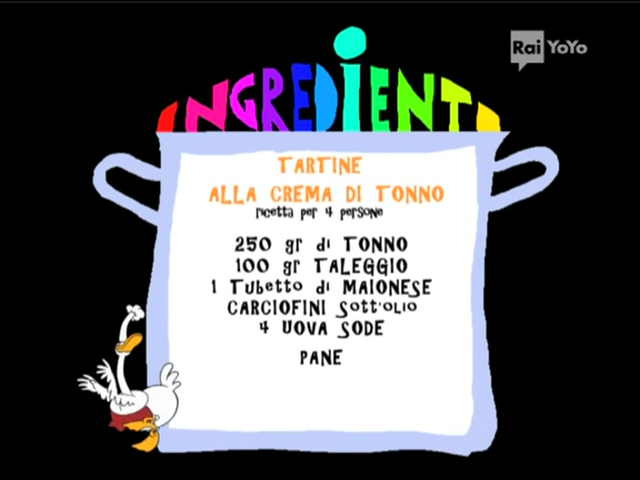 Rai YoYo
INGREDIENTI
TARTINE
ALLA CREMA DI TONNO
ricetta per 4 persone
250 gr di TONNO
100 gr TALEGGIO
1 Tubetto di MAIONESE
CARCIOFINI Sott'olio
4 UOVA SODE
PANE